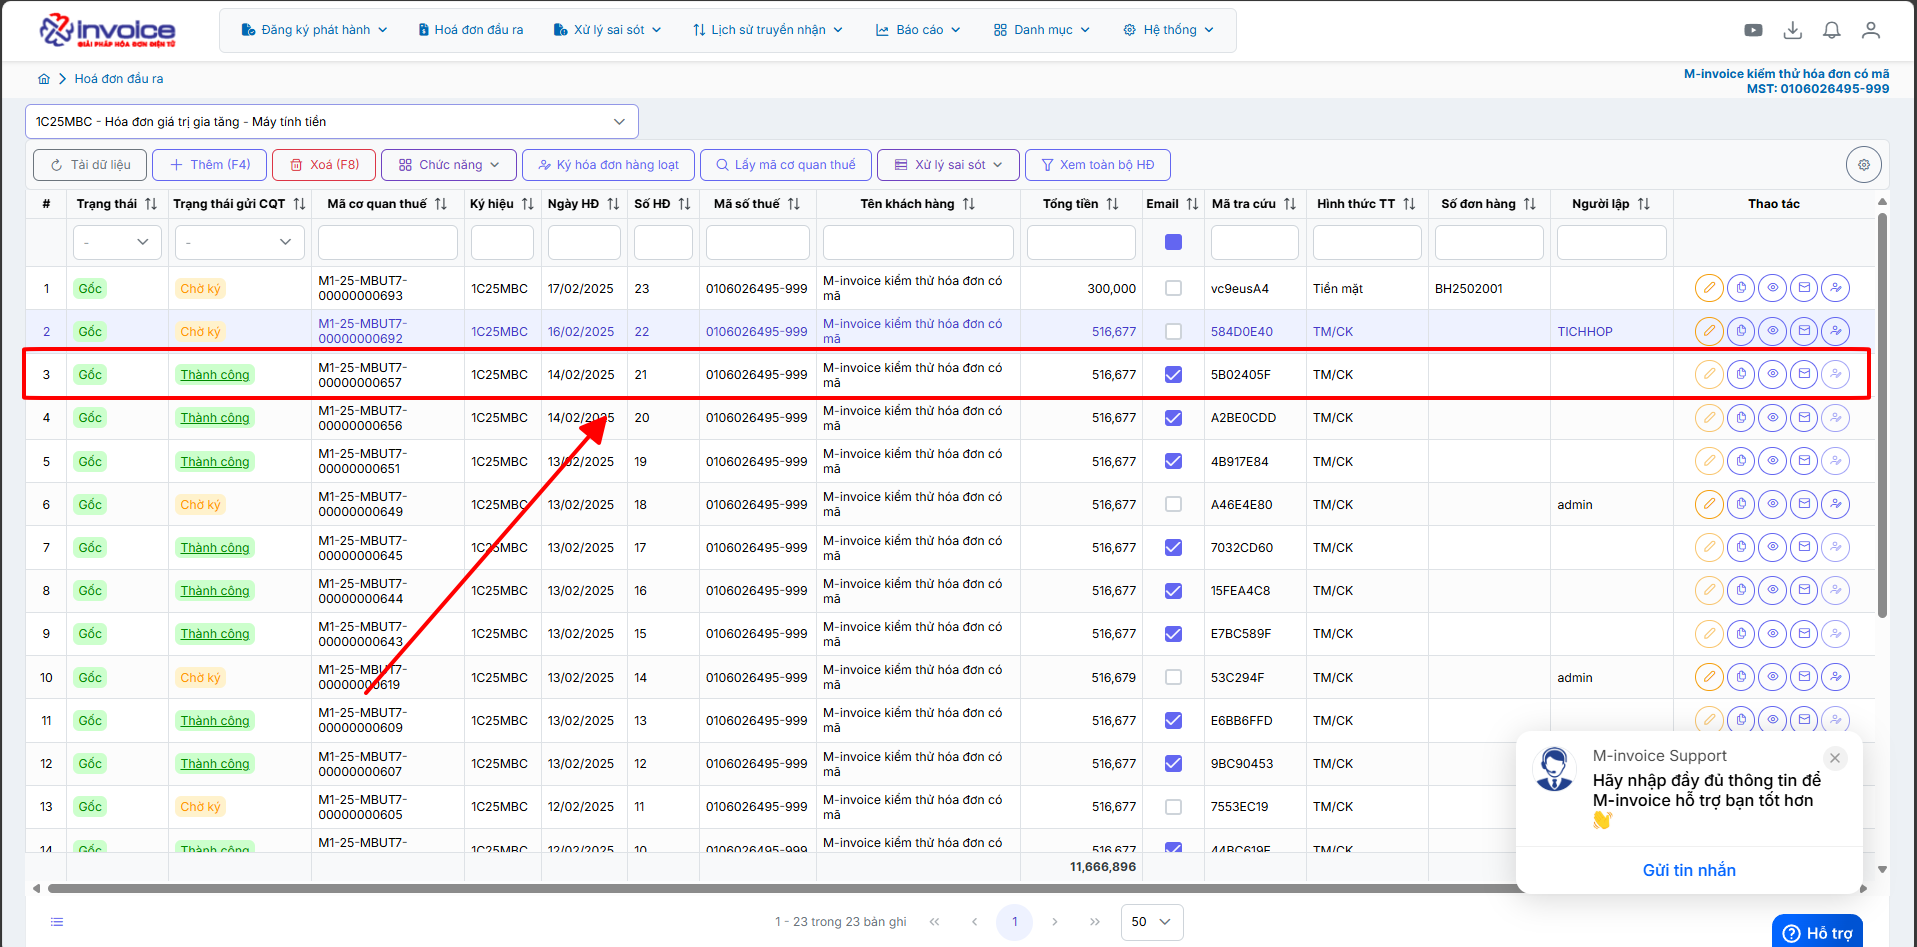 invoice
GIẢI PHÁP HÓA ĐƠN ĐIỆN TỬ
Đăng ký phát hành
Hoá đơn đầu ra
Xử lý sai sót
Lịch sử truyền nhận
Báo cáo
Danh mục
Hệ thống
Hoá đơn đầu ra
M-invoice kiểm thử hóa đơn có mã
MST: 0106026495-999
1C25MBC - Hóa đơn giá trị gia tăng - Máy tính tiền
Tải dữ liệu
Thêm (F4)
Xoá (F8)
Chức năng
Ký hóa đơn hàng loạt
Lấy mã cơ quan thuế
Xử lý sai sót
Xem toàn bộ HĐ
# Trạng thái Trạng thái gửi CQT Mã cơ quan thuế Ký hiệu Ngày HĐ Số HĐ Mã số thuế Tên khách hàng Tổng tiền Email Mã tra cứu Hình thức TT Số đơn hàng Người lập Thao tác
- -
1 Gốc Chờ ký M1-25-MBUT7-00000000693 1C25MBC 17/02/2025 23 0106026495-999 M-invoice kiểm thử hóa đơn có mã 300,000 vc9eusA4 Tiền mặt BH2502001
2 Gốc Chờ ký M1-25-MBUT7-00000000692 1C25MBC 16/02/2025 22 0106026495-999 M-invoice kiểm thử hóa đơn có mã 516,677 584D0E40 TM/CK TICHHOP
3 Gốc Thành công M1-25-MBUT7-00000000657 1C25MBC 14/02/2025 21 0106026495-999 M-invoice kiểm thử hóa đơn có mã 516,677 5B02405F TM/CK
4 Gốc Thành công M1-25-MBUT7-00000000656 1C25MBC 14/02/2025 20 0106026495-999 M-invoice kiểm thử hóa đơn có mã 516,677 A2BE0CDD TM/CK
5 Gốc Thành công M1-25-MBUT7-00000000651 1C25MBC 13/02/2025 19 0106026495-999 M-invoice kiểm thử hóa đơn có mã 516,677 4B917E84 TM/CK
6 Gốc Chờ ký M1-25-MBUT7-00000000649 1C25MBC 13/02/2025 18 0106026495-999 M-invoice kiểm thử hóa đơn có mã 516,677 A46E4E80 TM/CK admin
7 Gốc Thành công M1-25-MBUT7-00000000645 1C25MBC 13/02/2025 17 0106026495-999 M-invoice kiểm thử hóa đơn có mã 516,677 7032CD60 TM/CK
8 Gốc Thành công M1-25-MBUT7-00000000644 1C25MBC 13/02/2025 16 0106026495-999 M-invoice kiểm thử hóa đơn có mã 516,677 15FEA4C8 TM/CK
9 Gốc Thành công M1-25-MBUT7-00000000643 1C25MBC 13/02/2025 15 0106026495-999 M-invoice kiểm thử hóa đơn có mã 516,677 E7BC589F TM/CK
10 Gốc Chờ ký M1-25-MBUT7-00000000619 1C25MBC 13/02/2025 14 0106026495-999 M-invoice kiểm thử hóa đơn có mã 516,679 53C294F TM/CK admin
11 Gốc Thành công M1-25-MBUT7-00000000609 1C25MBC 13/02/2025 13 0106026495-999 M-invoice kiểm thử hóa đơn có mã 516,677 E6BB6FFD TM/CK
12 Gốc Thành công M1-25-MBUT7-00000000607 1C25MBC 13/02/2025 12 0106026495-999 M-invoice kiểm thử hóa đơn có mã 516,677 9BC90453 TM/CK
13 Gốc Chờ ký M1-25-MBUT7-00000000605 1C25MBC 12/02/2025 11 0106026495-999 M-invoice kiểm thử hóa đơn có mã 516,677 7553EC19 TM/CK
14 Gốc Thành công M1-25-MBUT7- 1C25MBC 12/02/2025 10 0106026495-999 M-invoice kiểm thử hóa đơn có 516,677 44BC619F TM/CK
11,666,896
M-invoice Support
Hãy nhập đầy đủ thông tin để
M-invoice hỗ trợ bạn tốt hơn
Gửi tin nhắn
1 - 23 trong 23 bản ghi
1
50
Hỗ trợ